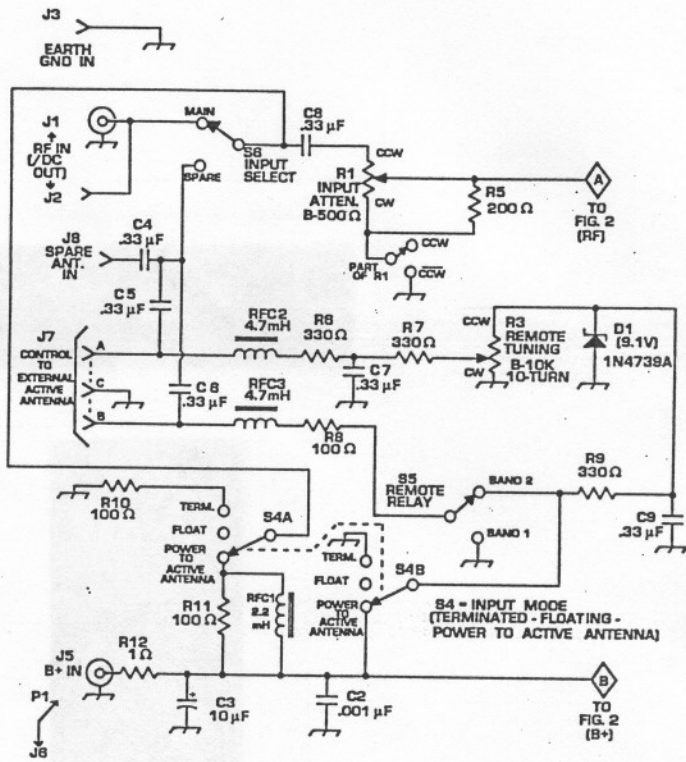 J3
EARTH
GND IN
J1
RF IN
(/DC
OUT)
J2
MAIN
S6
INPUT
SELECT
SPARE
C8
.33 µF
CCW
R1
INPUT
ATTEN.
B-500Ω
CW
R5
200 Ω
A
TO
FIG. 2
(RF)
PART
OF R1
CCW
CCW
J8
SPARE
ANT.
IN
C4
.33 µF
C5
.33 µF
J7
CONTROL
TO
EXTERNAL
ACTIVE
ANTENNA
A
C
B
RFC2
4.7mH
R6
330Ω
C7
.33 µF
R7
330Ω
CCW
R3
REMOTE
TUNING
B-10K
10-TURN
CW
D1
(9.1V)
1N4739A
C6
.33 µF
RFC3
4.7mH
R8
100 Ω
S5
REMOTE
RELAY
BAND 2
BAND 1
R9
330Ω
C9
.33 µF
R10
100 Ω
TERM.
FLOAT
POWER
TO
ACTIVE
ANTENNA
S4A
TERM.
FLOAT
POWER
TO
ACTIVE
ANTENNA
S4B
S4 = INPUT MODE
(TERMINATED - FLOATING -
POWER TO ACTIVE ANTENNA)
R11
100 Ω
RFC1
2.2
mH
J5
B+ IN
R12
1Ω
P1
J6
C3
10 µF
+
C2
.001 µF
B
TO
FIG. 2
(B+)